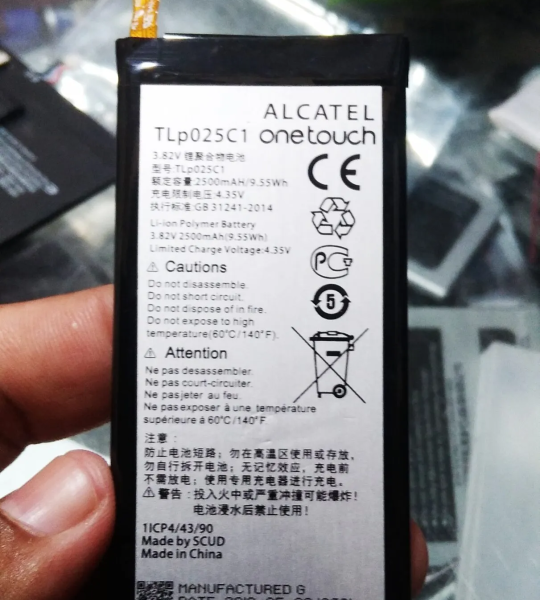 ALCATEL
TLp025C1 onetouch
3.82V 锂聚合物电池
型号:TLp025C1
额定容量:2500mAH/9.55Wh
充电限制电压:4.35V
执行标准:GB 31241-2014
Li-ion Polymer Battery
3.82V 2500mAH(9.55Wh)
Limited Charge Voltage:4.35V
CE
PC
5
⚠ Cautions
Do not disassemble.
Do not short circuit.
Do not dispose of in fire.
Do not expose to high
temperature(60°C/140°F).
⚠ Attention
Ne pas desassembler.
Ne pas court-circuiter.
Ne pas jeter au feu.
Ne pas exposer à une température
supérieure à 60°C/140°F
注意:
防止电池短路;勿在高温区使用或存放,
勿自行拆开电池;无记忆效应,充电前
不需放电;使用专用充电器进行充电。
⚠警告:投入火中或严重冲撞可能爆炸!
电池浸水后禁止使用!
1ICP4/43/90
Made by SCUD
Made in China
MANUFACTURED G